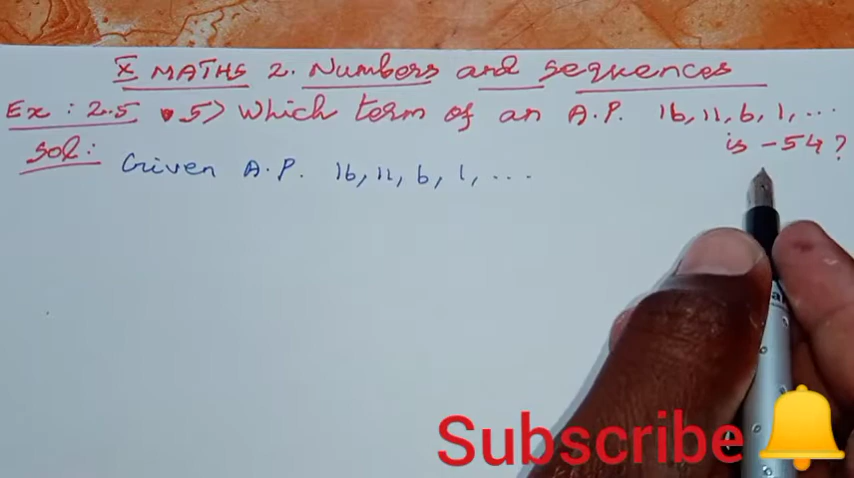 X MATHS 2. Numbers and sequences
Ex : 2.5 5> Which term of an A.P. 16, 11, 6, 1, ...
is -54 ?
Sol :
Given A.P. 16, 11, 6, 1, ...
Subscribe